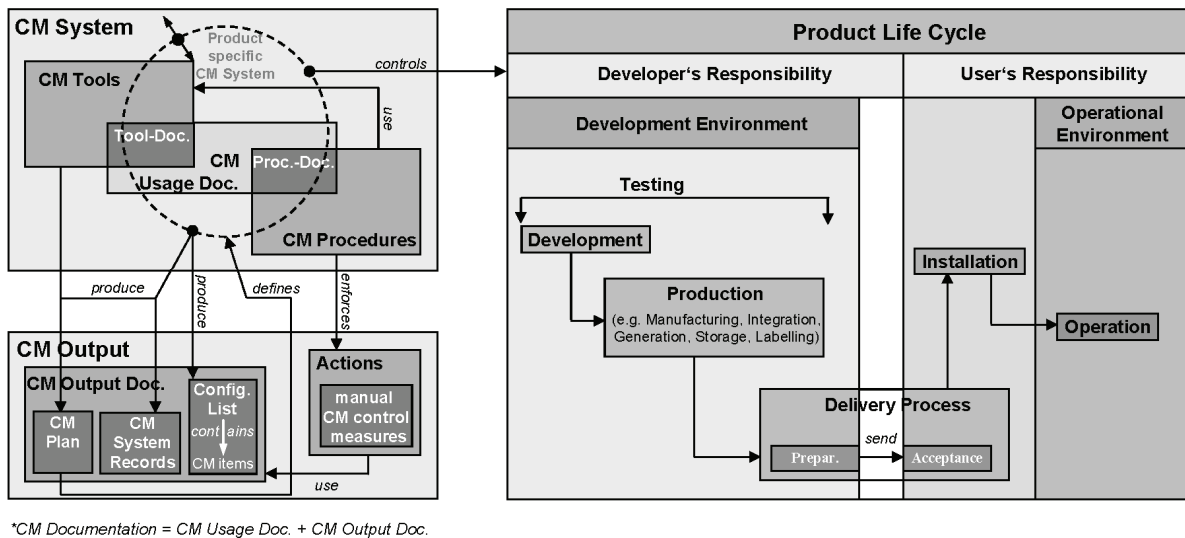 CM System
Product
specific
CM System
CM Tools
Tool-Doc.
CM
Usage Doc.
Proc.-Doc.
CM Procedures
use
controls
produce
produce
defines
enforces
CM Output
CM Output Doc.
CM
Plan
CM
System
Records
Config.
List
cont ains
CM items
Actions
manual
CM control
measures
use
*CM Documentation = CM Usage Doc. + CM Output Doc.
Product Life Cycle
Developer‘s Responsibility
User‘s Responsibility
Development Environment
Operational
Environment
Testing
Development
Production
(e.g. Manufacturing, Integration,
Generation, Storage, Labelling)
Installation
Operation
Delivery Process
Prepar.
send
Acceptance